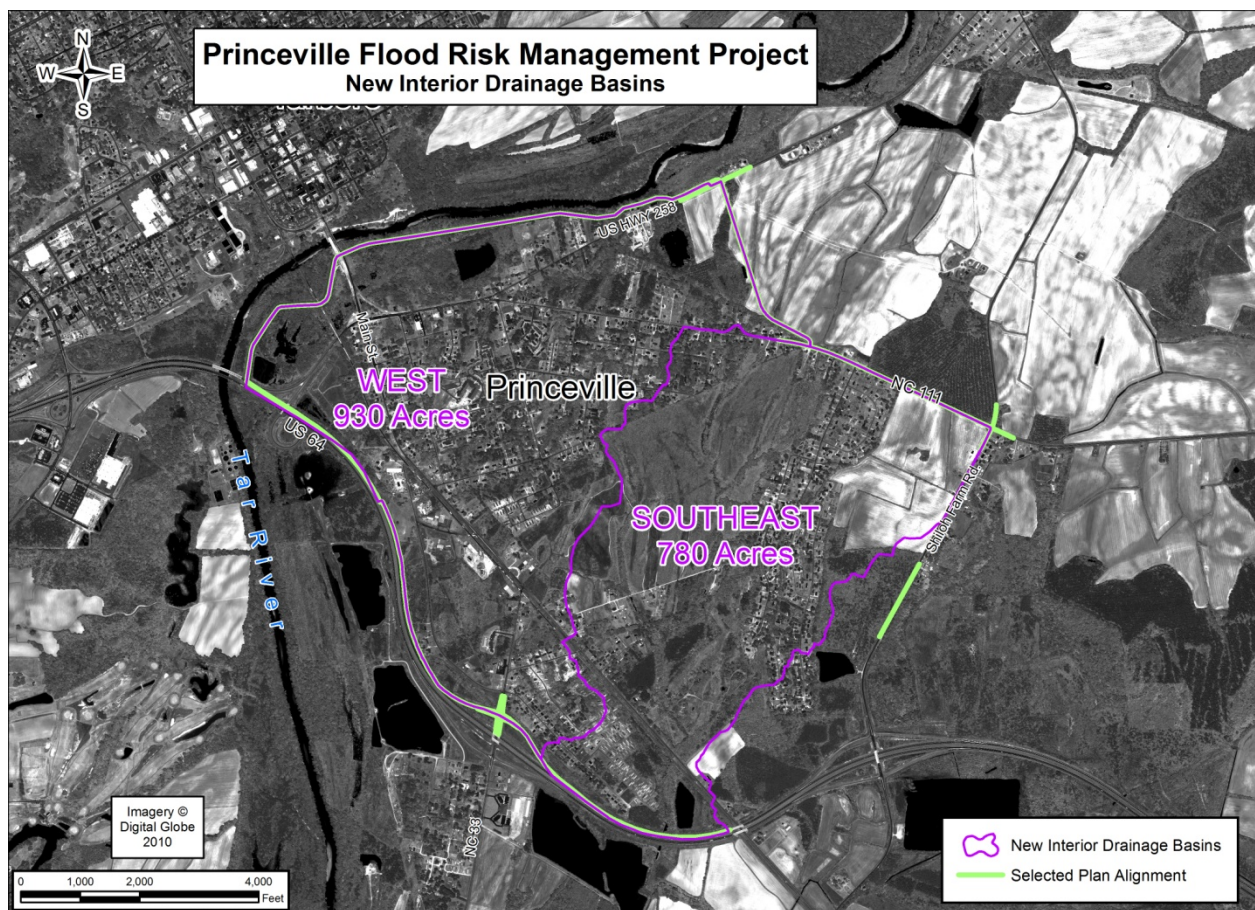 Princeville Flood Risk Management Project
New Interior Drainage Basins
N
W E
S
US HWY 258
Main St.
WEST
930 Acres
Princeville
NC 111
US 64
Tar River
SOUTHEAST
780 Acres
Shiloh Farm Rd.
NC 33
Imagery ©
Digital Globe
2010
0 1,000 2,000 4,000
Feet
New Interior Drainage Basins
Selected Plan Alignment